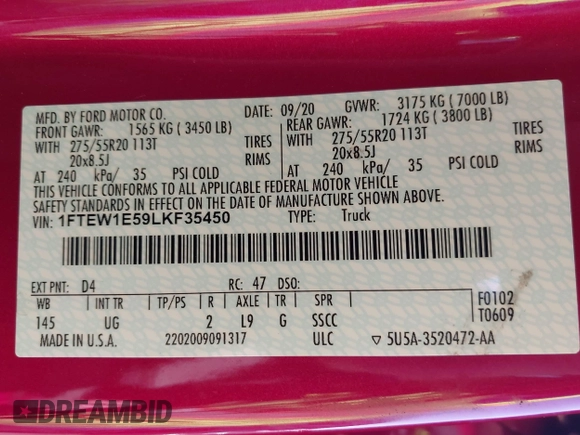 MFD. BY FORD MOTOR CO. DATE: 09/20 GVWR: 3175 KG ( 7000 LB)
FRONT GAWR: 1565 KG ( 3450 LB) REAR GAWR: 1724 KG ( 3800 LB)
WITH 275/55R20 113T TIRES WITH 275/55R20 113T TIRES
20x8.5J RIMS 20x8.5J RIMS
AT 240 kPa/ 35 PSI COLD AT 240 kPa/ 35 PSI COLD
THIS VEHICLE CONFORMS TO ALL APPLICABLE FEDERAL MOTOR VEHICLE
SAFETY STANDARDS IN EFFECT ON THE DATE OF MANUFACTURE SHOWN ABOVE.
VIN: 1FTEW1E59LKF35450 TYPE: Truck
EXT PNT: D4 RC: 47 DSO:
WB INT TR TP/PS R AXLE TR SPR F0102
145 UG 2 L9 G SSCC T0609
MADE IN U.S.A. 2202009091317 ULC ▽ 5U5A-3520472-AA
DREAMBID